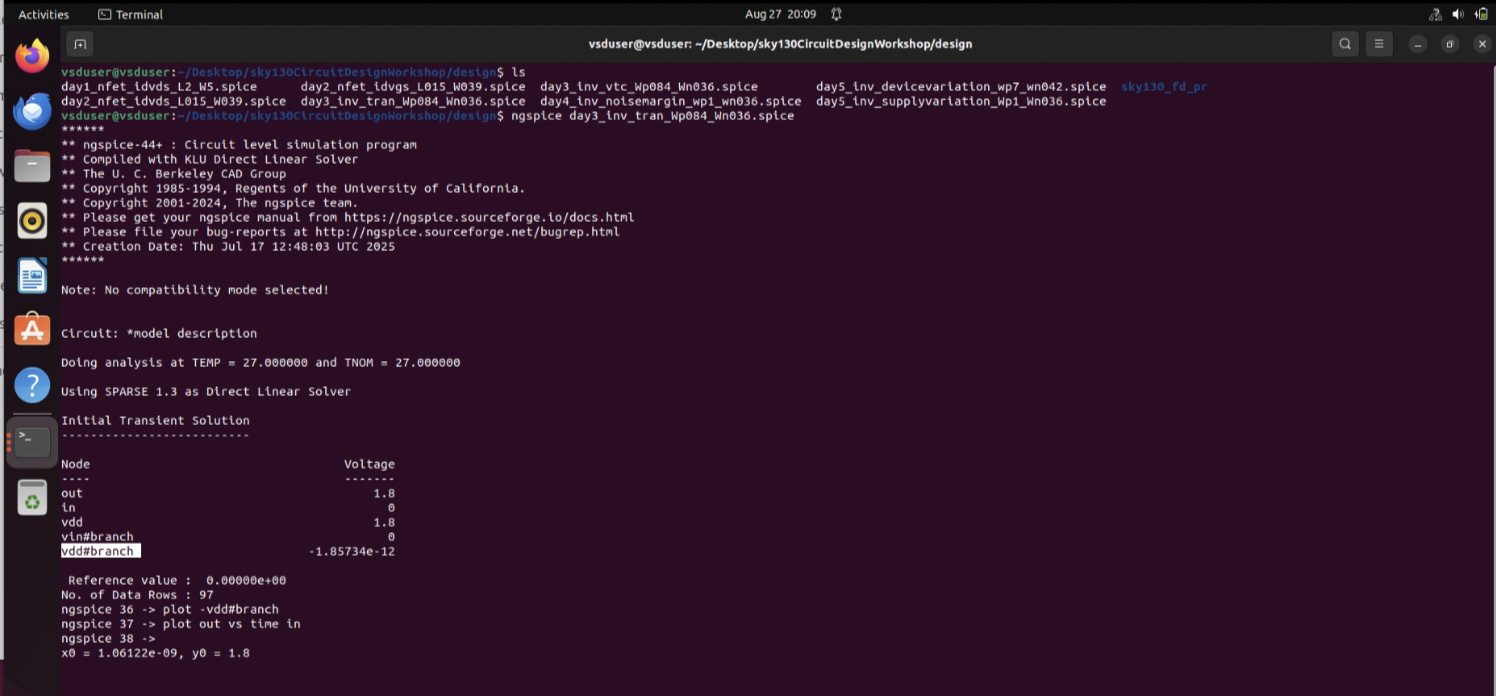 Activities Terminal Aug 27 20:09
vsduser@vsduser: ~/Desktop/sky130CircuitDesignWorkshop/design
vsduser@vsduser:~/Desktop/sky130CircuitDesignWorkshop/design$ ls
day1_nfet_idvds_L2_W5.spice day2_nfet_idvgs_L015_W039.spice day3_inv_vtc_Wp084_Wn036.spice day5_inv_devicevariation_wp7_wn042.spice sky130_fd_pr
day2_nfet_idvds_L015_W039.spice day3_inv_tran_Wp084_Wn036.spice day4_inv_noisemargin_wp1_wn036.spice day5_inv_supplyvariation_Wp1_Wn036.spice
vsduser@vsduser:~/Desktop/sky130CircuitDesignWorkshop/design$ ngspice day3_inv_tran_Wp084_Wn036.spice
******
** ngspice-44+ : Circuit level simulation program
** Compiled with KLU Direct Linear Solver
** The U. C. Berkeley CAD Group
** Copyright 1985-1994, Regents of the University of California.
** Copyright 2001-2024, The ngspice team.
** Please get your ngspice manual from https://ngspice.sourceforge.io/docs.html
** Please file your bug-reports at http://ngspice.sourceforge.net/bugrep.html
** Creation Date: Thu Jul 17 12:48:03 UTC 2025
******
Note: No compatibility mode selected!
Circuit: *model description
Doing analysis at TEMP = 27.000000 and TNOM = 27.000000
Using SPARSE 1.3 as Direct Linear Solver
Initial Transient Solution
--------------------------
Node Voltage
---- -------
out 1.8
in 0
vdd 1.8
vin#branch 0
vdd#branch -1.85734e-12
Reference value : 0.00000e+00
No. of Data Rows : 97
ngspice 36 -> plot -vdd#branch
ngspice 37 -> plot out vs time in
ngspice 38 ->
x0 = 1.06122e-09, y0 = 1.8